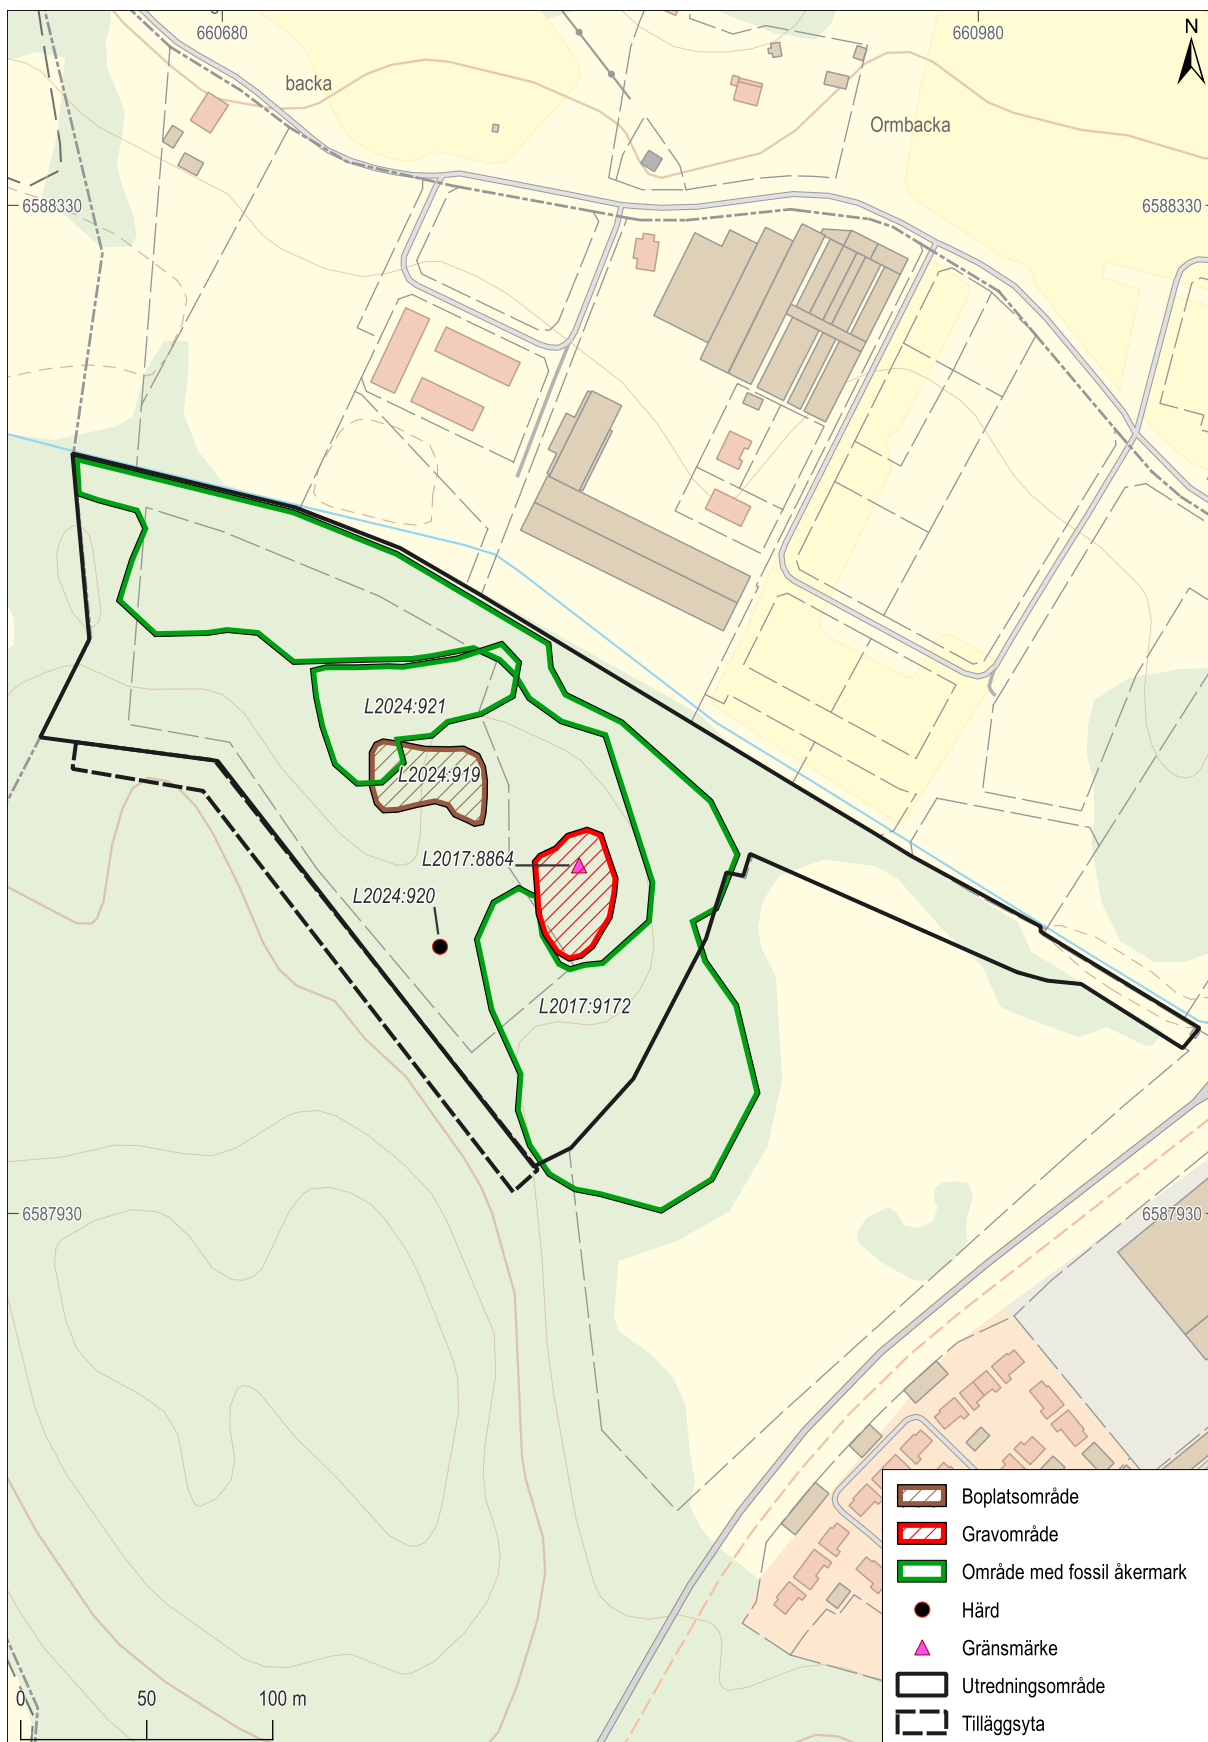 660680
660980
N
backa
Ormbacka
6588330
6588330
L2024:921
L2024:919
L2017:8864
L2024:920
L2017:9172
6587930
6587930
Boplatsområde
Gravområde
Område med fossil åkermark
Härd
Gränsmärke
Utredningsområde
Tilläggsyta
0 50 100 m